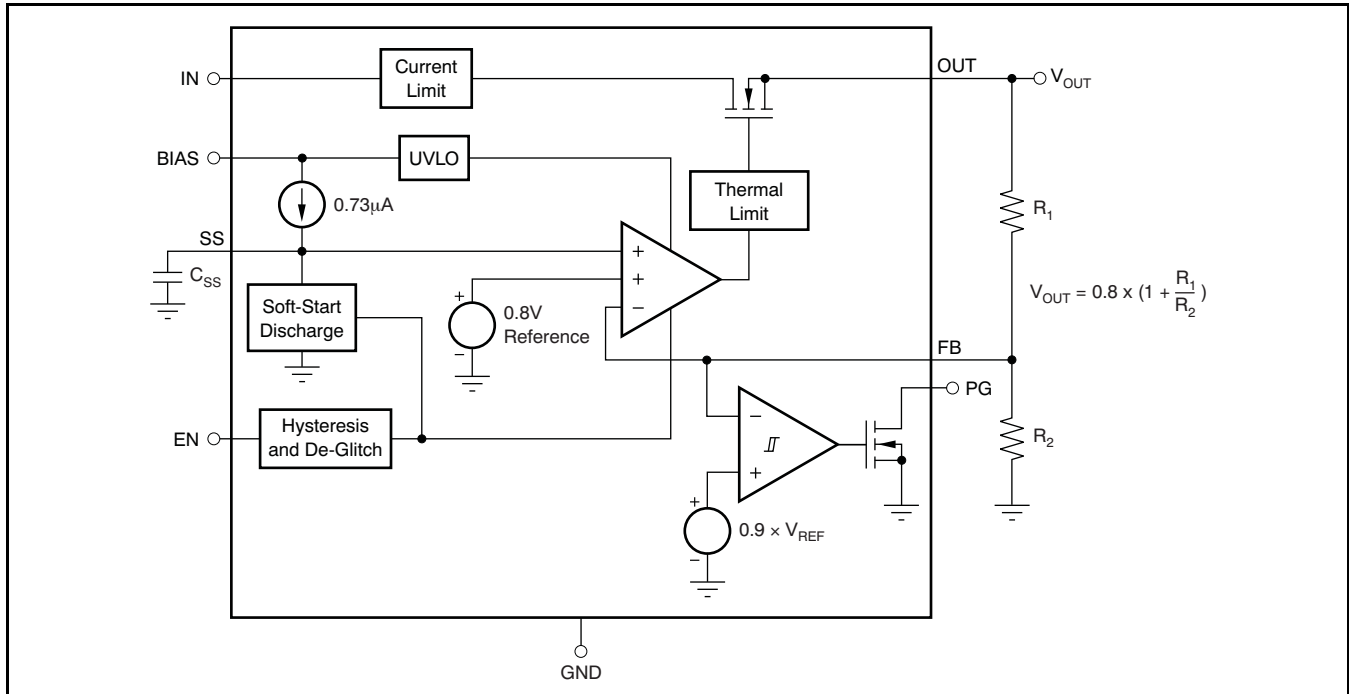 IN
Current
Limit
OUT
V_OUT
BIAS
UVLO
Thermal
Limit
0.73μA
R_1
SS
+
+
−
C_SS
Soft-Start
Discharge
+
−
0.8V
Reference
V_OUT = 0.8 x (1 + R_1/R_2)
FB
PG
EN
Hysteresis
and De-Glitch
−
+
R_2
+
−
0.9 × V_REF
GND